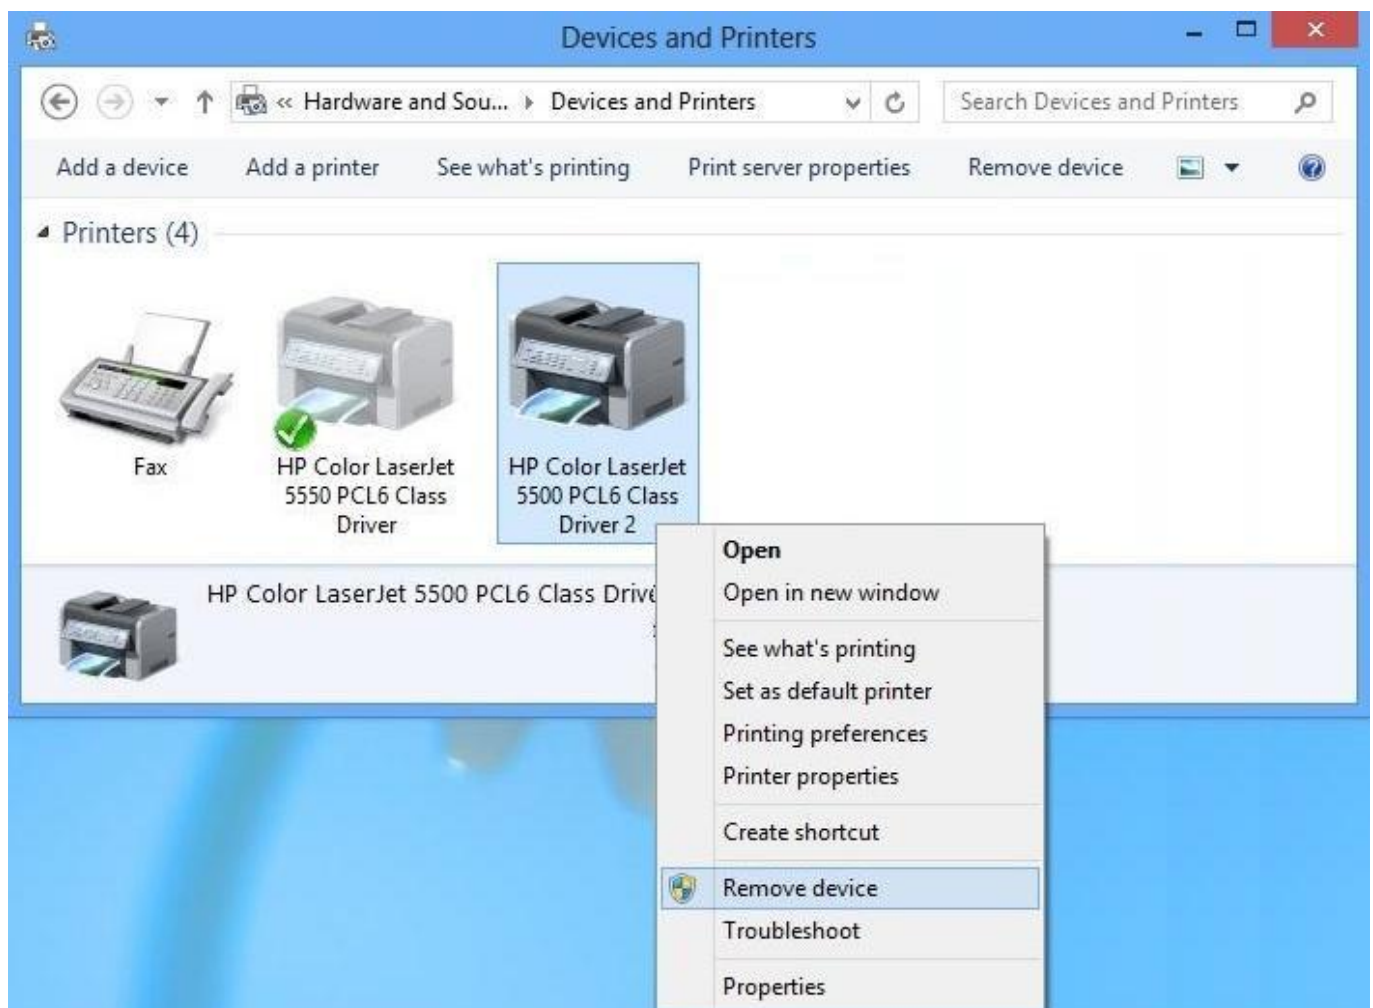 Devices and Printers
« Hardware and Sou... Devices and Printers
Search Devices and Printers
Add a device Add a printer See what's printing Print server properties Remove device
Printers (4)
Fax
HP Color LaserJet
5550 PCL6 Class
Driver
HP Color LaserJet
5500 PCL6 Class
Driver 2
HP Color LaserJet 5500 PCL6 Class
Open
Open in new window
See what's printing
Set as default printer
Printing preferences
Printer properties
Create shortcut
Remove device
Troubleshoot
Properties